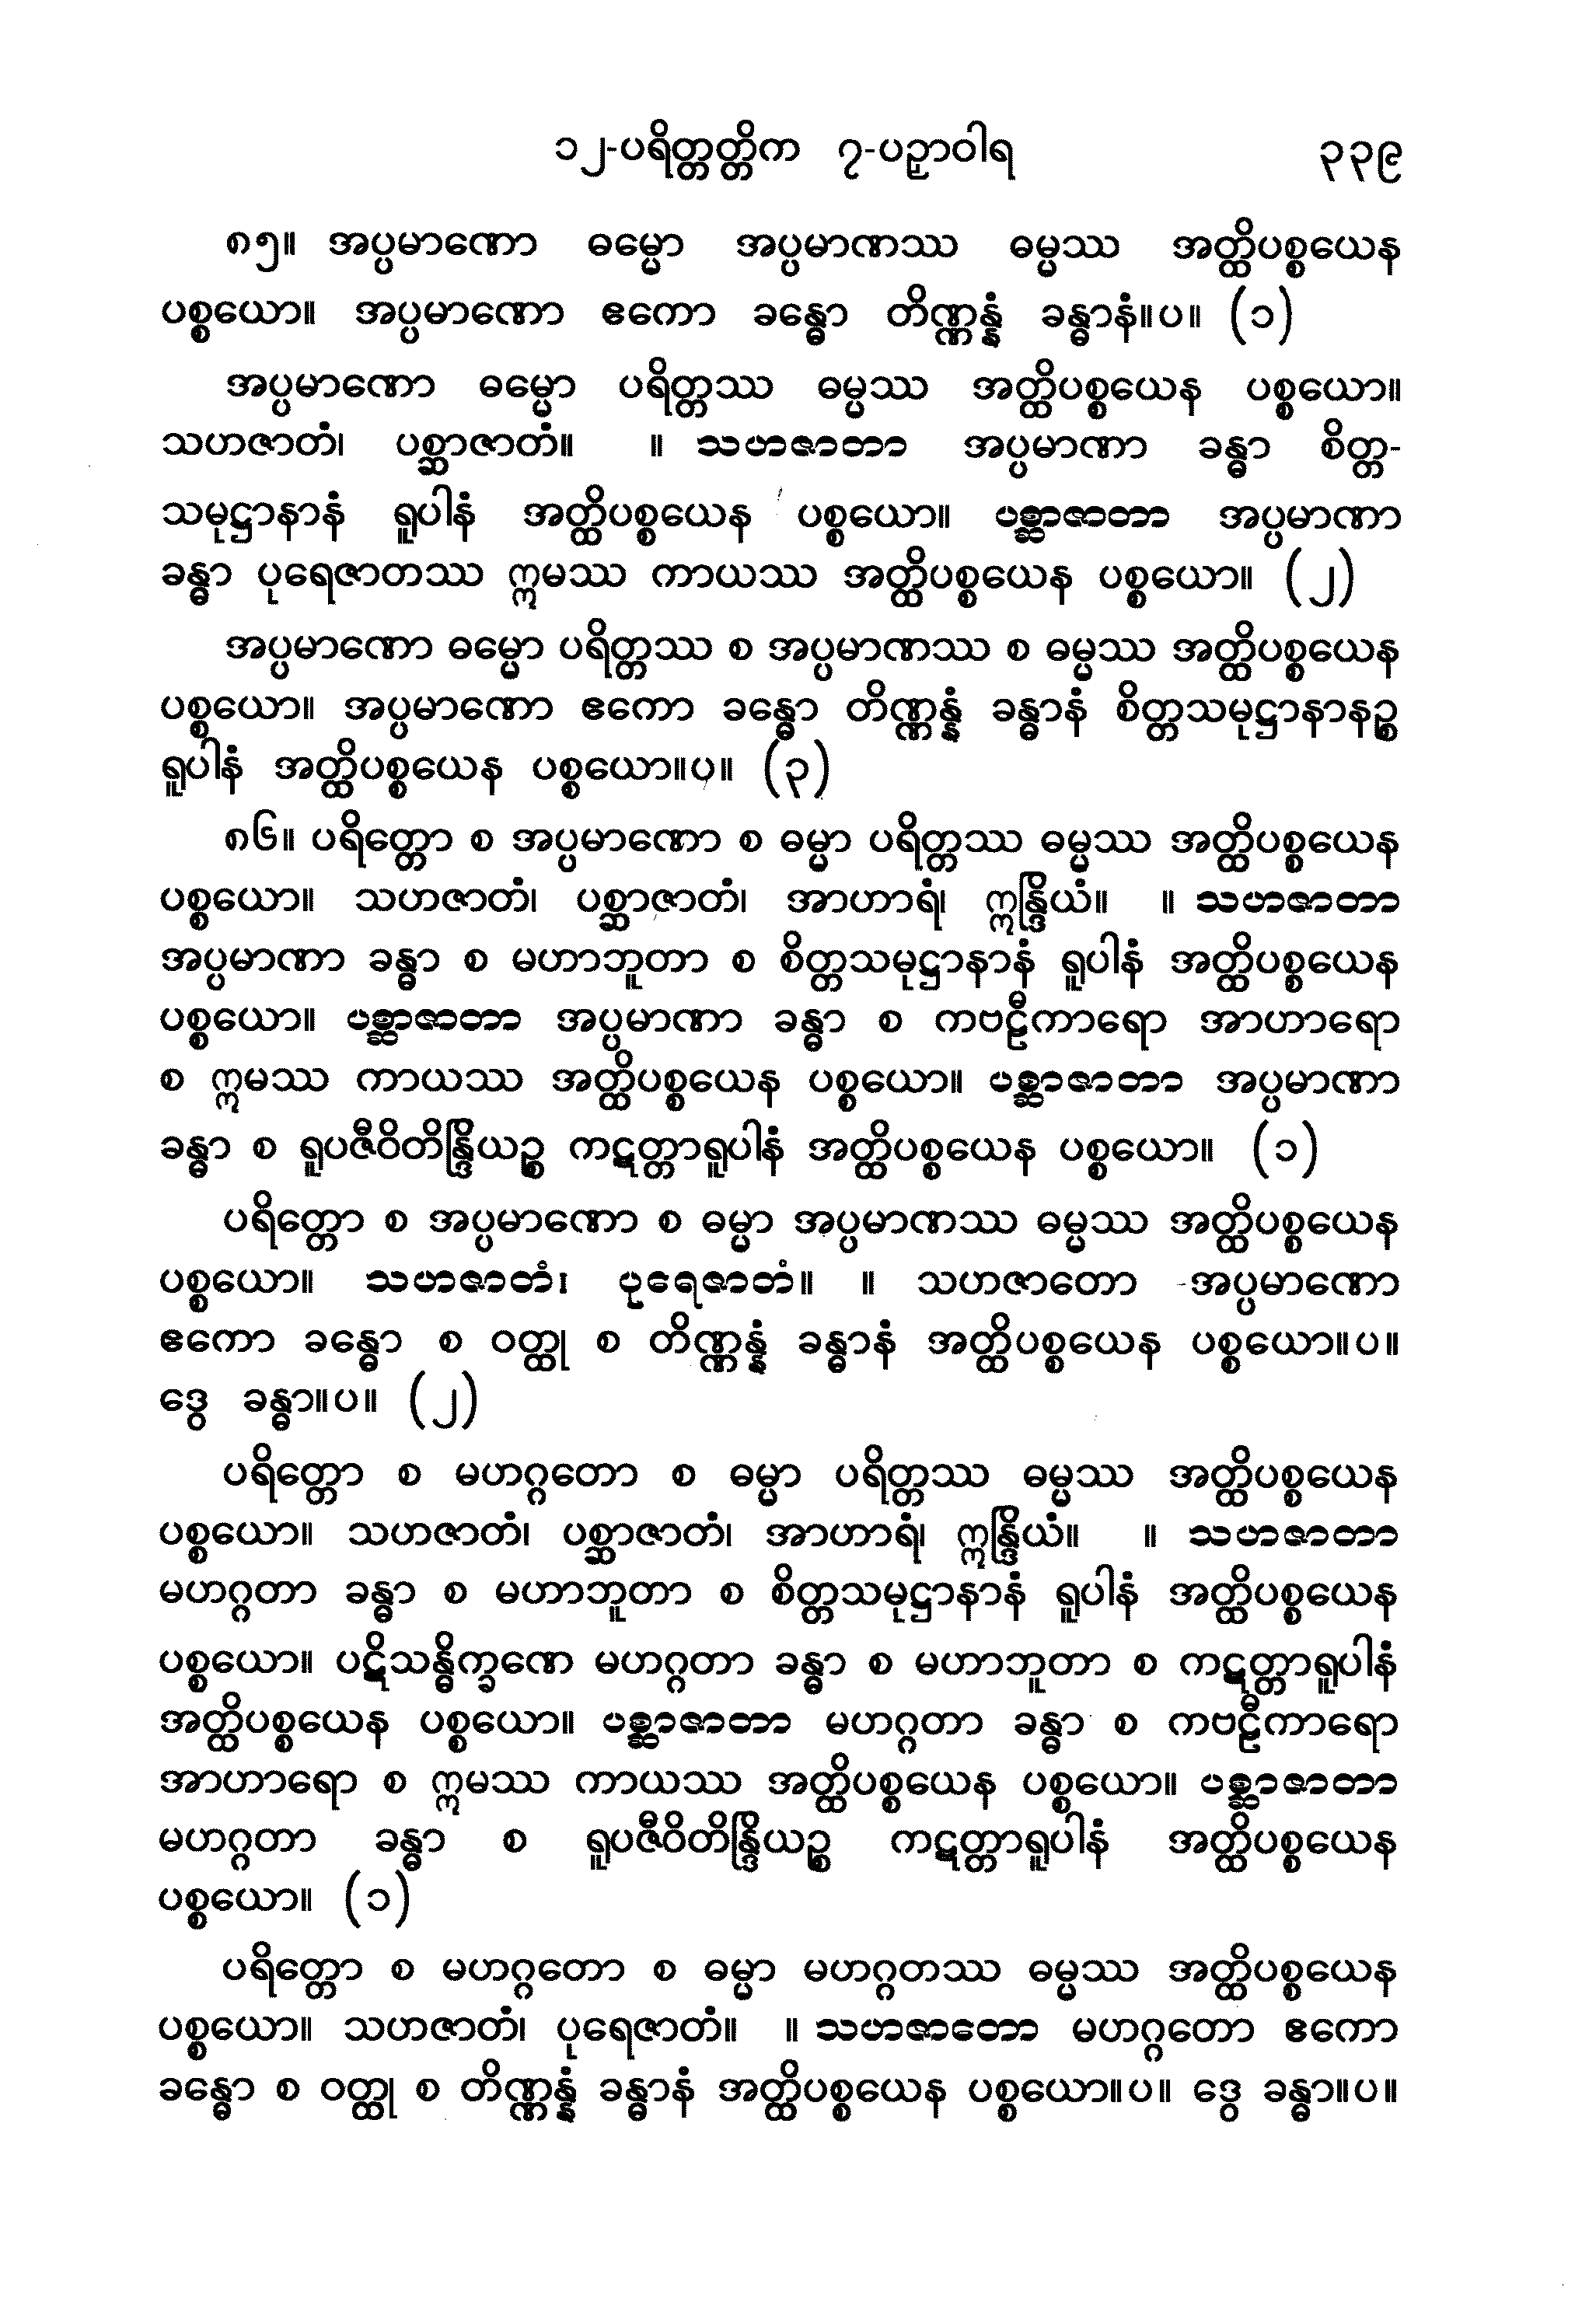 ၁၂-ပရိတ္တတ္တိက ၇-ပဉှာဝါရ ၃၃၉
၈၅။ အပ္ပမာဏော ဓမ္မော အပ္ပမာဏဿ ဓမ္မဿ အတ္ထိပစ္စယေန
ပစ္စယော။ အပ္ပမာဏော ဧကော ခန္ဓော တိဏ္ဏန္နံ ခန္ဓာနံ။ပ။ (၁)
အပ္ပမာဏော ဓမ္မော ပရိတ္တဿ ဓမ္မဿ အတ္ထိပစ္စယေန ပစ္စယော။
သဟဇာတံ၊ ပစ္ဆာဇာတံ။ ။ သဟဇာတာ အပ္ပမာဏာ ခန္ဓာ စိတ္တ-
သမုဋ္ဌာနာနံ ရူပါနံ အတ္ထိပစ္စယေန ပစ္စယော။ ပစ္ဆာဇာတာ အပ္ပမာဏာ
ခန္ဓာ ပုရေဇာတဿ ဣမဿ ကာယဿ အတ္ထိပစ္စယေန ပစ္စယော။ (၂)
အပ္ပမာဏော ဓမ္မော ပရိတ္တဿ စ အပ္ပမာဏဿ စ ဓမ္မဿ အတ္ထိပစ္စယေန
ပစ္စယော။ အပ္ပမာဏော ဧကော ခန္ဓော တိဏ္ဏန္နံ ခန္ဓာနံ စိတ္တသမုဋ္ဌာနာနဉ္စ
ရူပါနံ အတ္ထိပစ္စယေန ပစ္စယော။ပ။ (၃)
၈၆။ ပရိတ္တော စ အပ္ပမာဏော စ ဓမ္မာ ပရိတ္တဿ ဓမ္မဿ အတ္ထိပစ္စယေန
ပစ္စယော။ သဟဇာတံ၊ ပစ္ဆာဇာတံ၊ အာဟာရံ၊ ဣန္ဒြိယံ။ ။ သဟဇာတာ
အပ္ပမာဏာ ခန္ဓာ စ မဟာဘူတာ စ စိတ္တသမုဋ္ဌာနာနံ ရူပါနံ အတ္ထိပစ္စယေန
ပစ္စယော။ ပစ္ဆာဇာတာ အပ္ပမာဏာ ခန္ဓာ စ ကဗဠီကာရော အာဟာရော
စ ဣမဿ ကာယဿ အတ္ထိပစ္စယေန ပစ္စယော။ ပစ္ဆာဇာတာ အပ္ပမာဏာ
ခန္ဓာ စ ရူပဇီဝိတိန္ဒြိယဉ္စ ကဋတ္တာရူပါနံ အတ္ထိပစ္စယေန ပစ္စယော။ (၁)
ပရိတ္တော စ အပ္ပမာဏော စ ဓမ္မာ အပ္ပမာဏဿ ဓမ္မဿ အတ္ထိပစ္စယေန
ပစ္စယော။ သဟဇာတံ၊ ပုရေဇာတံ။ ။ သဟဇာတော အပ္ပမာဏော
ဧကော ခန္ဓော စ ဝတ္ထု စ တိဏ္ဏန္နံ ခန္ဓာနံ အတ္ထိပစ္စယေန ပစ္စယော။ပ။
ဒွေ ခန္ဓာ။ပ။ (၂)
ပရိတ္တော စ မဟဂ္ဂတော စ ဓမ္မာ ပရိတ္တဿ ဓမ္မဿ အတ္ထိပစ္စယေန
ပစ္စယော။ သဟဇာတံ၊ ပစ္ဆာဇာတံ၊ အာဟာရံ၊ ဣန္ဒြိယံ။ ။ သဟဇာတာ
မဟဂ္ဂတာ ခန္ဓာ စ မဟာဘူတာ စ စိတ္တသမုဋ္ဌာနာနံ ရူပါနံ အတ္ထိပစ္စယေန
ပစ္စယော။ ပဋိသန္ဓိက္ခဏေ မဟဂ္ဂတာ ခန္ဓာ စ မဟာဘူတာ စ ကဋတ္တာရူပါနံ
အတ္ထိပစ္စယေန ပစ္စယော။ ပစ္ဆာဇာတာ မဟဂ္ဂတာ ခန္ဓာ စ ကဗဠီကာရော
အာဟာရော စ ဣမဿ ကာယဿ အတ္ထိပစ္စယေန ပစ္စယော။ ပစ္ဆာဇာတာ
မဟဂ္ဂတာ ခန္ဓာ စ ရူပဇီဝိတိန္ဒြိယဉ္စ ကဋတ္တာရူပါနံ အတ္ထိပစ္စယေန
ပစ္စယော။ (၁)
ပရိတ္တော စ မဟဂ္ဂတော စ ဓမ္မာ မဟဂ္ဂတဿ ဓမ္မဿ အတ္ထိပစ္စယေန
ပစ္စယော။ သဟဇာတံ၊ ပုရေဇာတံ။ ။ သဟဇာတော မဟဂ္ဂတော ဧကော
ခန္ဓော စ ဝတ္ထု စ တိဏ္ဏန္နံ ခန္ဓာနံ အတ္ထိပစ္စယေန ပစ္စယော။ပ။ ဒွေ ခန္ဓာ။ပ။